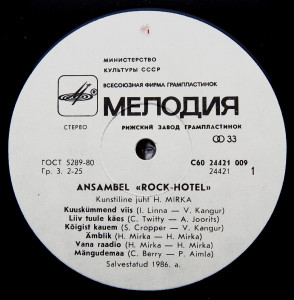 МИНИСТЕРСТВО
КУЛЬТУРЫ СССР
ВСЕСОЮЗНАЯ ФИРМА ГРАМПЛАСТИНОК
МЕЛОДИЯ
СТЕРЕО РИЖСКИЙ ЗАВОД ГРАМПЛАСТИНОК 33
ГОСТ 5289-80 С60 24421 009
Гр. 3. 2-25 24421 1
ANSAMBEL «ROCK-HOTEL»
Kunstiline juht H. MIRKA
Kuuskümmend viis (I. Linna — V. Kangur)
Liiv tuule käes (C. Twitty — A. Joorits)
Kõigist kauem (S. Cropper — V. Kangur)
Ämblik (H. Mirka — H. Mirka)
Vana raadio (H. Mirka — H. Mirka)
Mängudemaa (C. Berry — P. Aimla)
Salvestatud 1986. a.